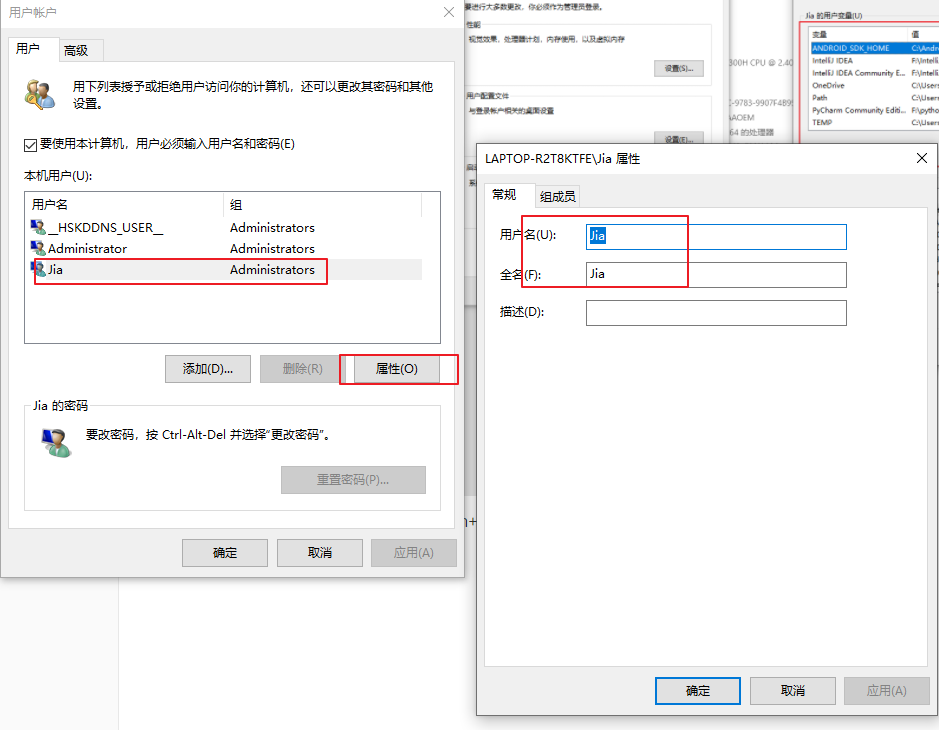 用户帐户
用户
高级
用下列表授予或拒绝用户访问你的计算机，还可以更改其密码和其他
设置。
要使用本计算机，用户必须输入用户名和密码(E)
本机用户(U):
用户名 组
__HSKDDNS_USER__ Administrators
Administrator Administrators
Jia Administrators
添加(D)... 删除(R) 属性(O)
Jia 的密码
要改密码，按 Ctrl-Alt-Del 并选择“更改密码”。
重置密码(P)...
确定 取消 应用(A)
要进行大多数更改，你必须作为管理员登录。
性能
视觉效果，处理器计划，内存使用，以及虚拟内存
设置(S)...
用户配置文件
与登录帐户相关的桌面设置
设置(E)...
300H CPU @ 2.40
AAOEM
64 的处理器
Jia 的用户变量(U)
变量 值
ANDROID_SDK_HOME C:\Andr
IntelliJ IDEA F:\Intelli
IntelliJ IDEA Community E... F:\Intelli
OneDrive C:\Users
Path C:\Users
PyCharm Community Editi... F:\pytho
TEMP C:\Users
LAPTOP-R2T8KTFE\Jia 属性
常规 组成员
用户名(U): Jia
全名(F): Jia
描述(D):
确定 取消 应用(A)